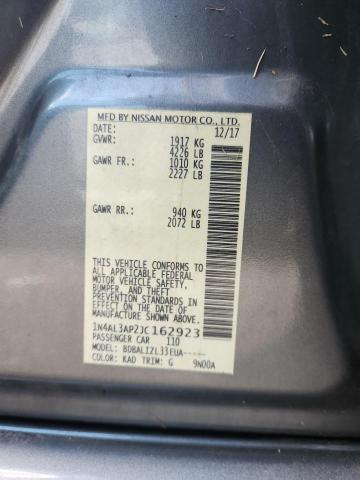 MFD BY NISSAN MOTOR CO., LTD.
DATE: 12/17
GVWR: 1917 KG
4226 LB
GAWR FR.: 1010 KG
2227 LB
GAWR RR.: 940 KG
2072 LB
THIS VEHICLE CONFORMS TO ALL
APPLICABLE FEDERAL
MOTOR VEHICLE SAFETY,
BUMPER, AND THEFT
PREVENTION STANDARDS
IN EFFECT ON THE DATE OF
MANUFACTURE SHOWN ABOVE.
1N4AL3AP2JC162923
PASSENGER CAR 110
MODEL: BDBALIZL33EUA-----
COLOR: KAD TRIM: G 9N00A